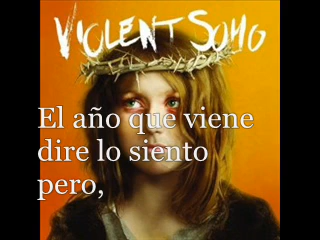 VIOLENT SOHO
El año que viene
dire lo siento
pero,